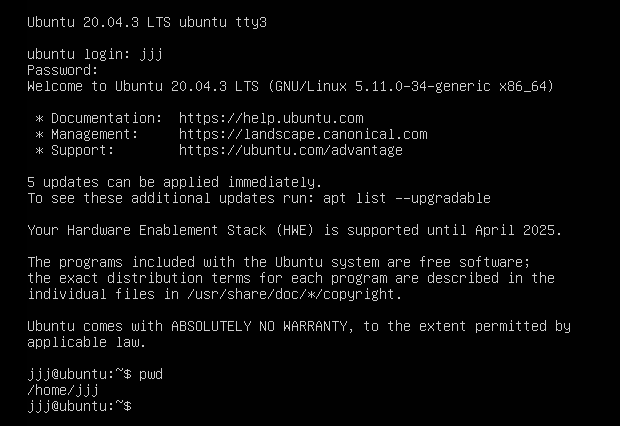 Ubuntu 20.04.3 LTS ubuntu tty3
ubuntu login: jjj
Password:
Welcome to Ubuntu 20.04.3 LTS (GNU/Linux 5.11.0-34-generic x86_64)
* Documentation:  https://help.ubuntu.com
* Management:     https://landscape.canonical.com
* Support:        https://ubuntu.com/advantage
5 updates can be applied immediately.
To see these additional updates run: apt list --upgradable
Your Hardware Enablement Stack (HWE) is supported until April 2025.
The programs included with the Ubuntu system are free software;
the exact distribution terms for each program are described in the
individual files in /usr/share/doc/*/copyright.
Ubuntu comes with ABSOLUTELY NO WARRANTY, to the extent permitted by
applicable law.
jjj@ubuntu:~$ pwd
/home/jjj
jjj@ubuntu:~$